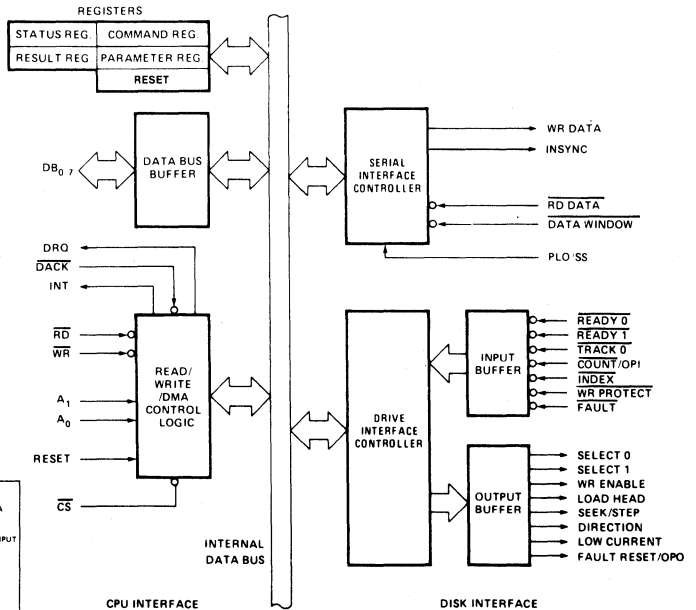 REGISTERS
STATUS REG. COMMAND REG.
RESULT REG. PARAMETER REG.
RESET
DB0 7
DATA BUS
BUFFER
DRQ
DACK
INT
RD
WR
A1
A0
RESET
CS
READ/
WRITE
/DMA
CONTROL
LOGIC
INTERNAL
DATA BUS
CPU INTERFACE
SERIAL
INTERFACE
CONTROLLER
WR DATA
INSYNC
RD DATA
DATA WINDOW
PLO/SS
DRIVE
INTERFACE
CONTROLLER
INPUT
BUFFER
READY 0
READY 1
TRACK 0
COUNT/OPI
INDEX
WR PROTECT
FAULT
OUTPUT
BUFFER
SELECT 0
SELECT 1
WR ENABLE
LOAD HEAD
SEEK/STEP
DIRECTION
LOW CURRENT
FAULT RESET/OPO
DISK INTERFACE